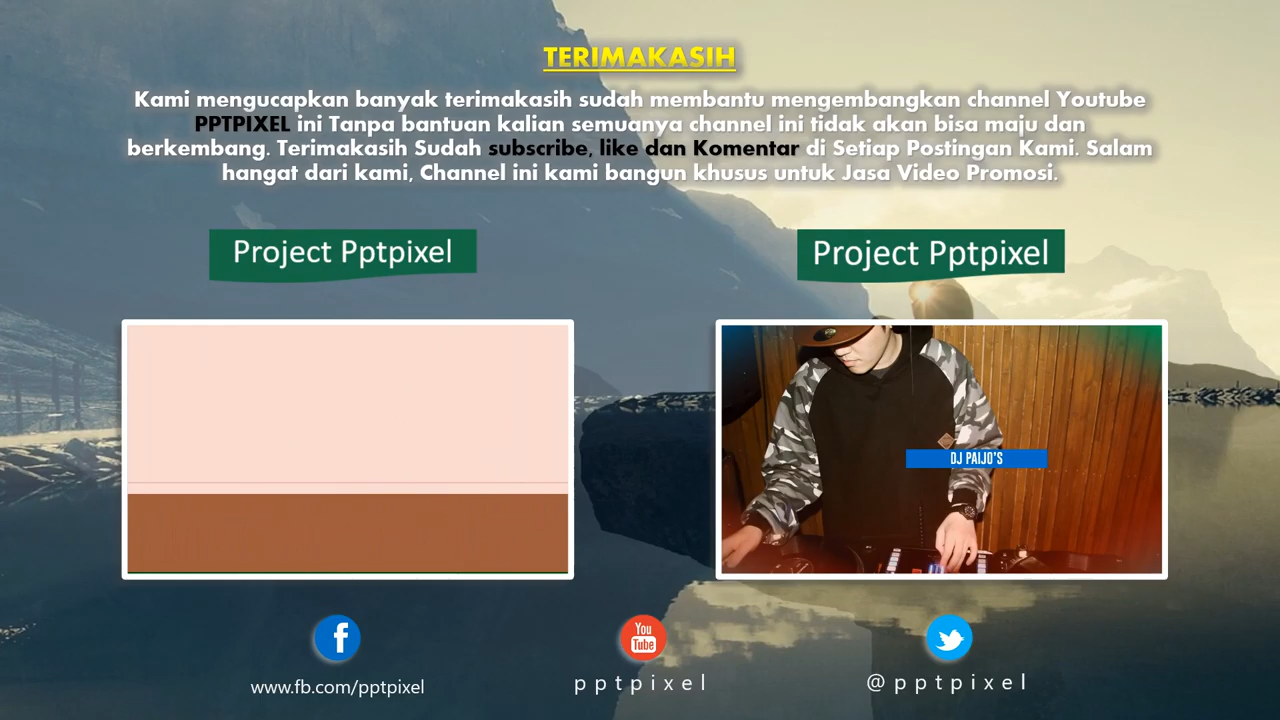 TERIMAKASIH
Kami mengucapkan banyak terimakasih sudah membantu mengembangkan channel Youtube
PPTPIXEL ini Tanpa bantuan kalian semuanya channel ini tidak akan bisa maju dan
berkembang. Terimakasih Sudah subscribe, like dan Komentar di Setiap Postingan Kami. Salam
hangat dari kami, Channel ini kami bangun khusus untuk Jasa Video Promosi.
Project Pptpixel
Project Pptpixel
DJ PAIJO'S
f
You
Tube
www.fb.com/pptpixel
pptpixel
@pptpixel